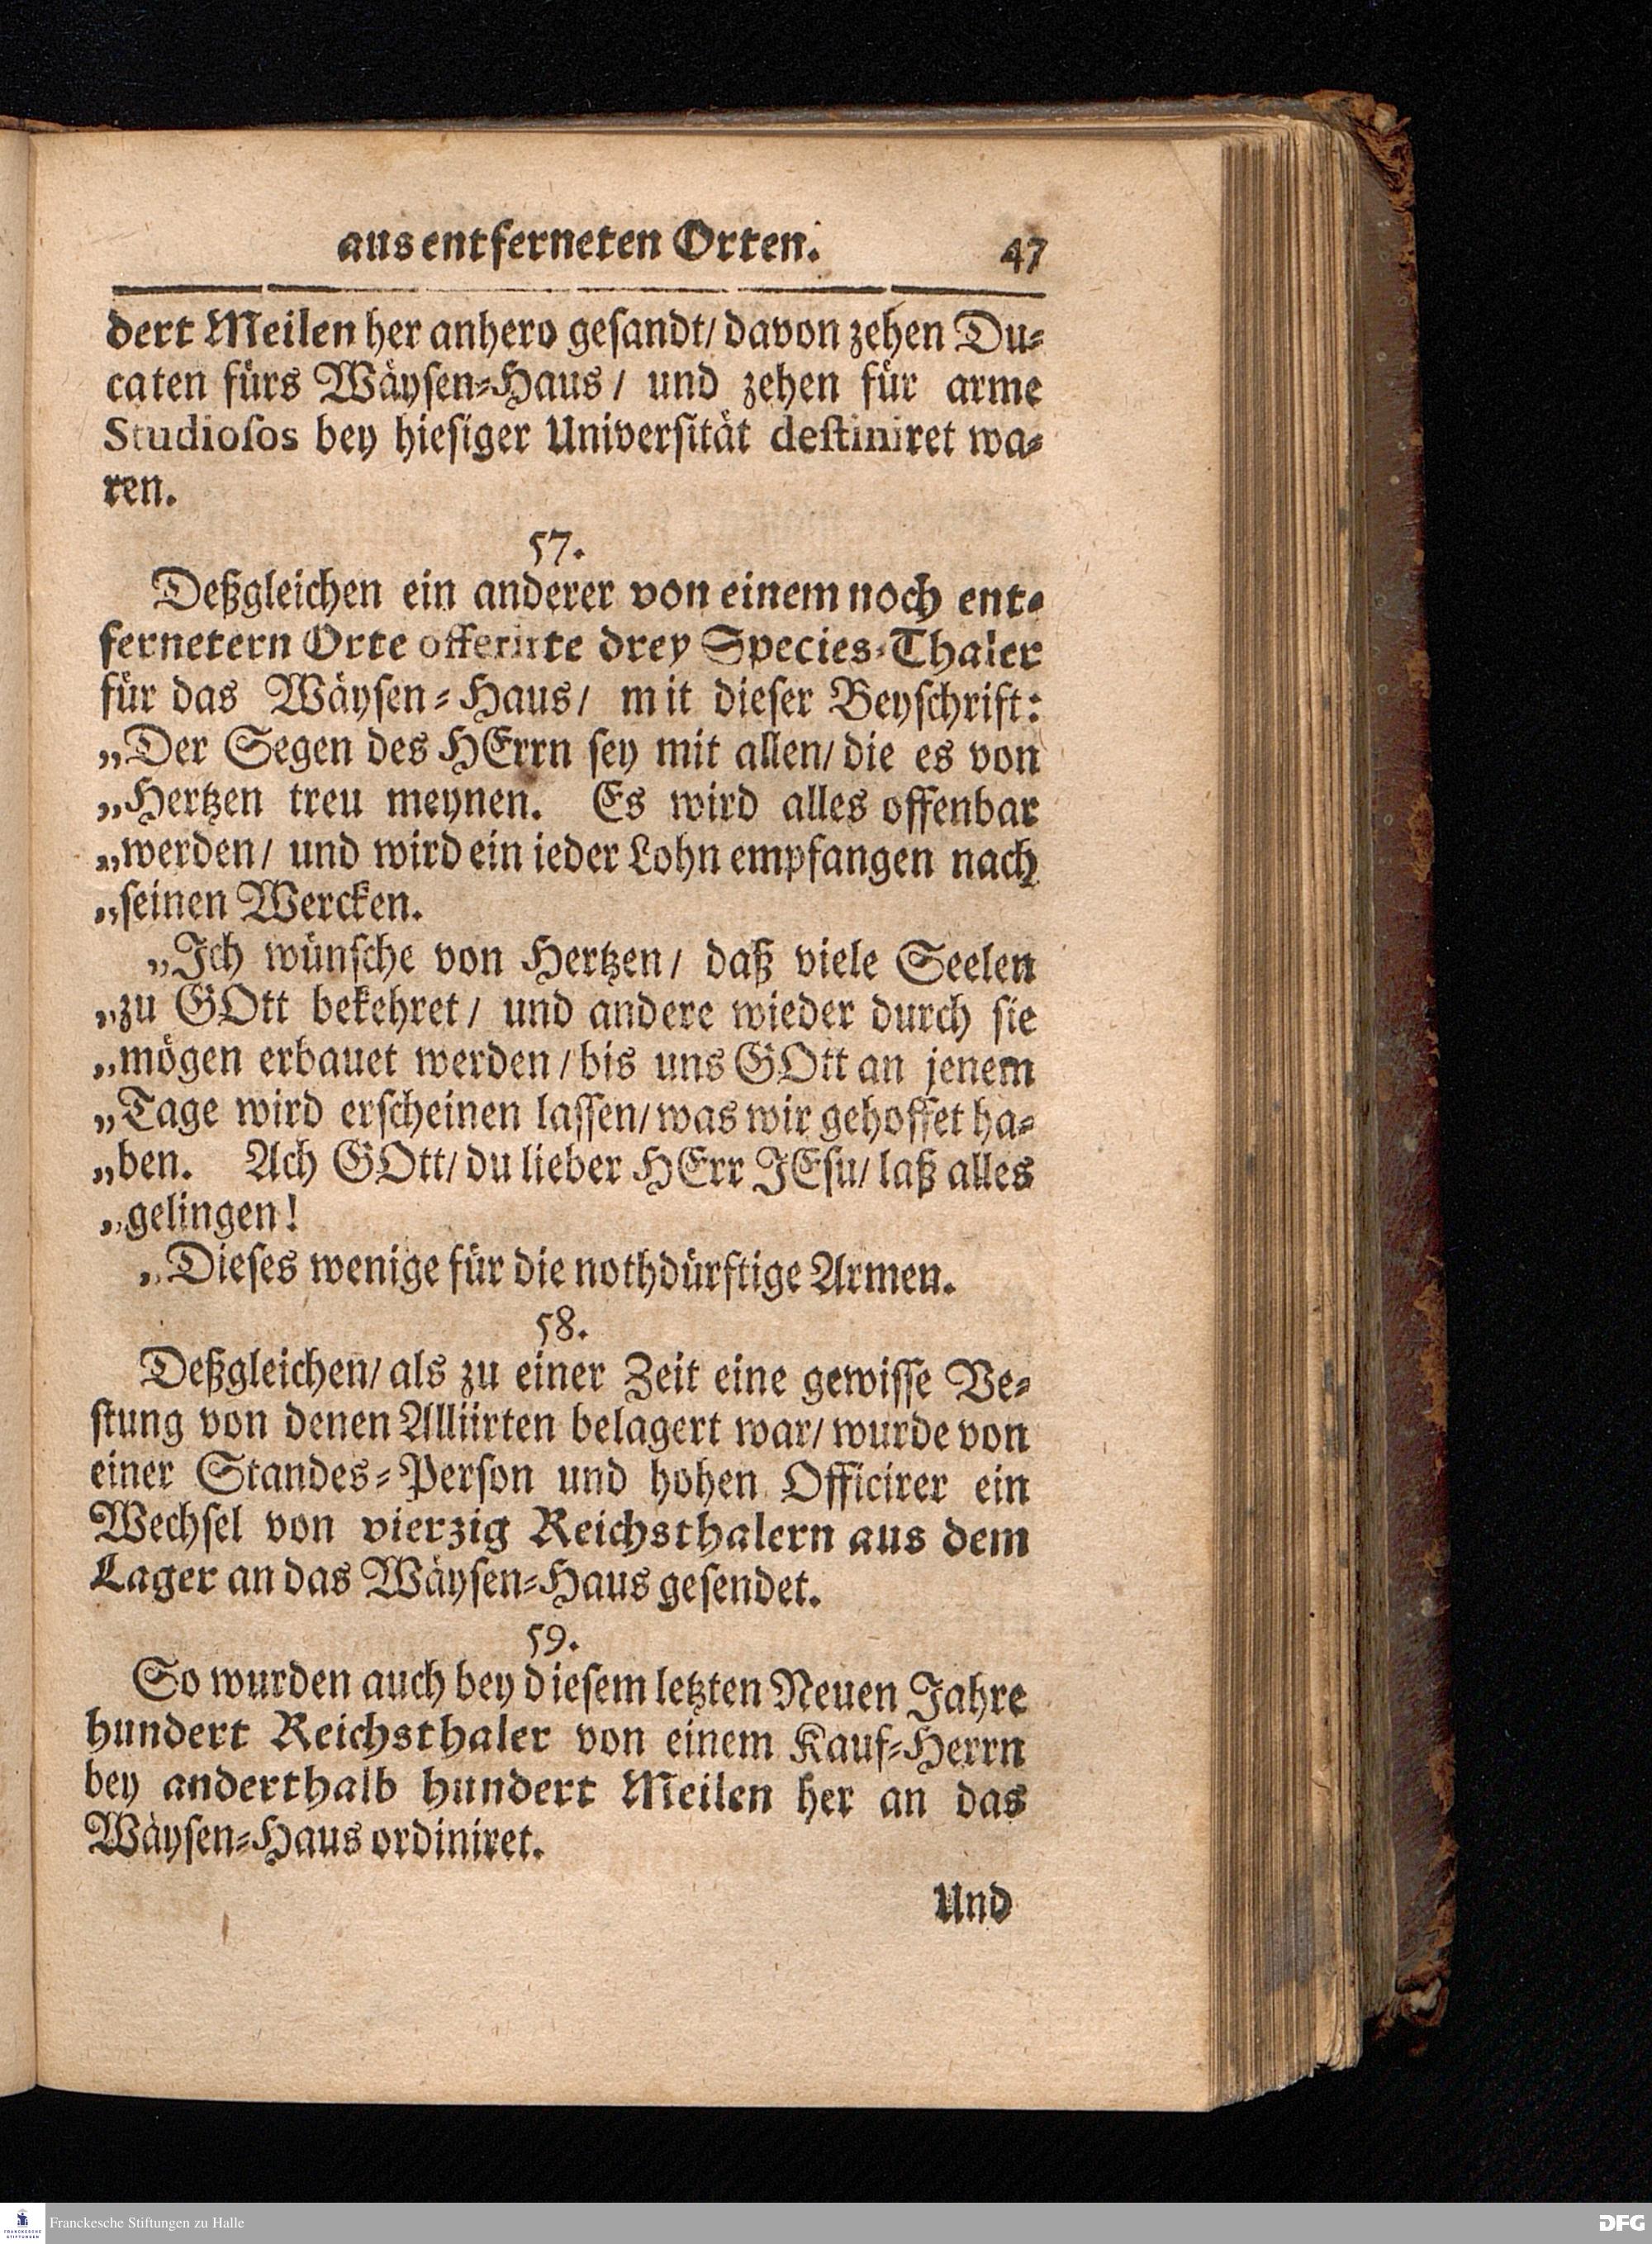 aus entferneten Orten. 47
dert Meilen her anhero gesandt/ davon zehen Du-
caten fürs Wäysen-Haus/ und zehen für arme
Studiosos bey hiesiger Universität destiniret wa-
ren.
57.
Deßgleichen ein anderer von einem noch ent-
fernetern Orte offerirte drey Species-Thaler
für das Wäysen-Haus/ mit dieser Beyschrift:
„Der Segen des HErrn sey mit allen/ die es von
„Hertzen treu meynen. Es wird alles offenbar
„werden/ und wird ein ieder Lohn empfangen nach
„seinen Wercken.
„Ich wünsche von Hertzen/ daß viele Seelen
„zu GOtt bekehret/ und andere wieder durch sie
„mögen erbauet werden/ bis uns GOtt an jenem
„Tage wird erscheinen lassen/ was wir gehoffet ha-
„ben. Ach GOtt/ du lieber HErr JEsu/ laß alles
„gelingen!
„Dieses wenige für die nothdürftige Armen.
58.
Deßgleichen/ als zu einer Zeit eine gewisse Ve-
stung von denen Alliirten belagert war/ wurde von
einer Standes-Person und hohen Officirer ein
Wechsel von vierzig Reichsthalern aus dem
Lager an das Wäysen-Haus gesendet.
59.
So wurden auch bey diesem letzten Neuen Jahre
hundert Reichsthaler von einem Kauf-Herrn
bey anderthalb hundert Meilen her an das
Wäysen-Haus ordiniret.
Und
FRANCKESCHE
STIFTUNGEN
Franckesche Stiftungen zu Halle
DFG